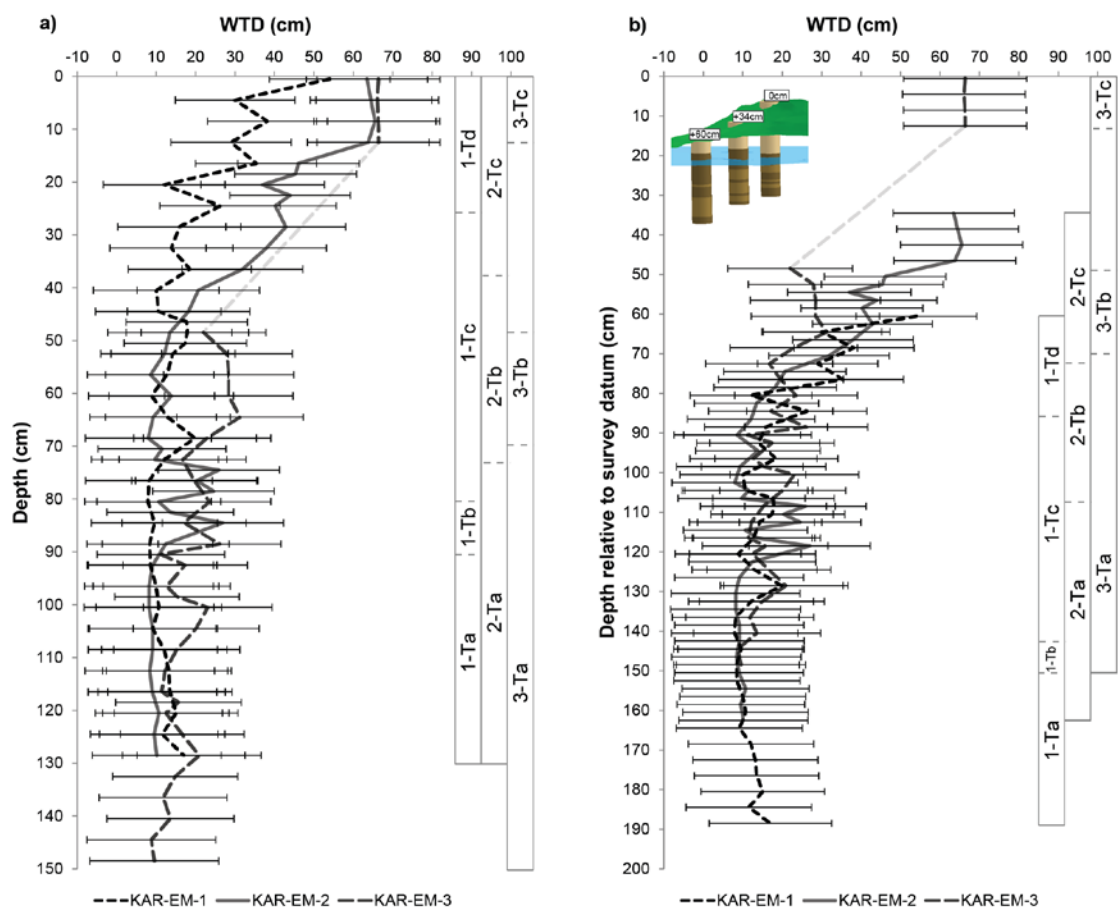 a)
WTD (cm)
-10 0 10 20 30 40 50 60 70 80 90 100
Depth (cm)
0
10
20
30
40
50
60
70
80
90
100
110
120
130
140
150
1-Td
1-Tc
1-Tb
1-Ta
2-Tc
2-Tb
2-Ta
3-Tc
3-Tb
3-Ta
KAR-EM-1 KAR-EM-2 KAR-EM-3
b)
WTD (cm)
-10 0 10 20 30 40 50 60 70 80 90 100
Depth relative to survey datum (cm)
0
10
20
30
40
50
60
70
80
90
100
110
120
130
140
150
160
170
180
190
200
0cm
+34cm
+60cm
1-Td
1-Tc
1-Tb
1-Ta
2-Tc
2-Tb
2-Ta
3-Tc
3-Tb
3-Ta
KAR-EM-1 KAR-EM-2 KAR-EM-3